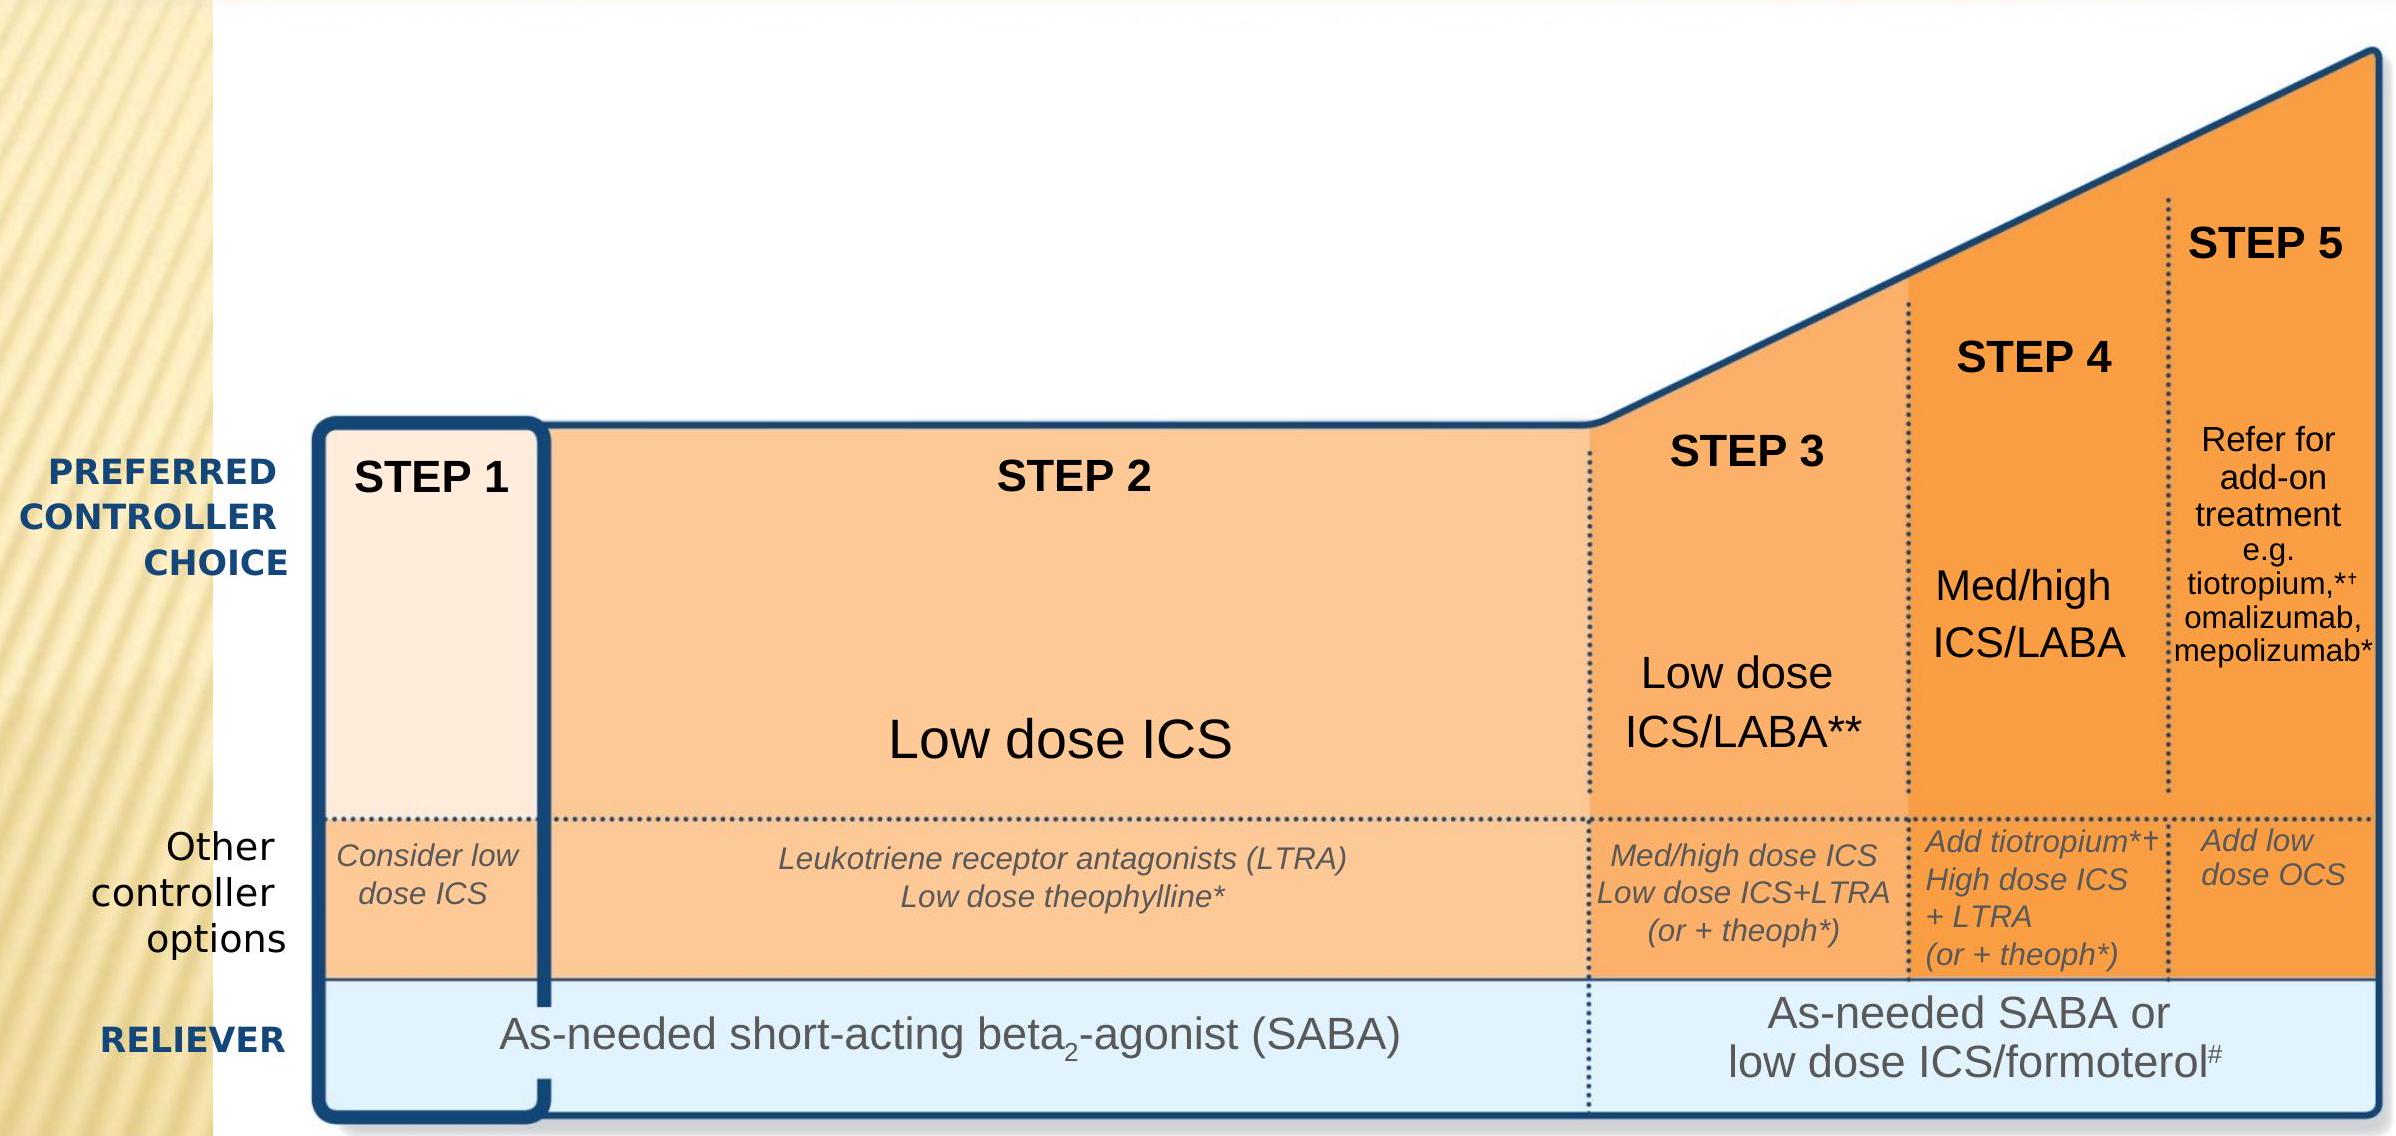 PREFERRED
CONTROLLER
CHOICE
STEP 1
STEP 2
Low dose ICS
STEP 3
Low dose
ICS/LABA**
STEP 4
Med/high
ICS/LABA
STEP 5
Refer for
add-on
treatment
e.g.
tiotropium,*†
omalizumab,
mepolizumab*
Other
controller
options
Consider low
dose ICS
Leukotriene receptor antagonists (LTRA)
Low dose theophylline*
Med/high dose ICS
Low dose ICS+LTRA
(or + theoph*)
Add tiotropium*†
High dose ICS
+ LTRA
(or + theoph*)
Add low
dose OCS
RELIEVER
As-needed short-acting beta₂-agonist (SABA)
As-needed SABA or
low dose ICS/formoterol#